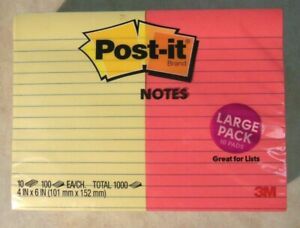 Post-it
Brand
NOTES
LARGE
PACK
10 PADS
Great for Lists
10 100 EA/CH. TOTAL 1000
4 IN x 6 IN (101 mm x 152 mm)
3M